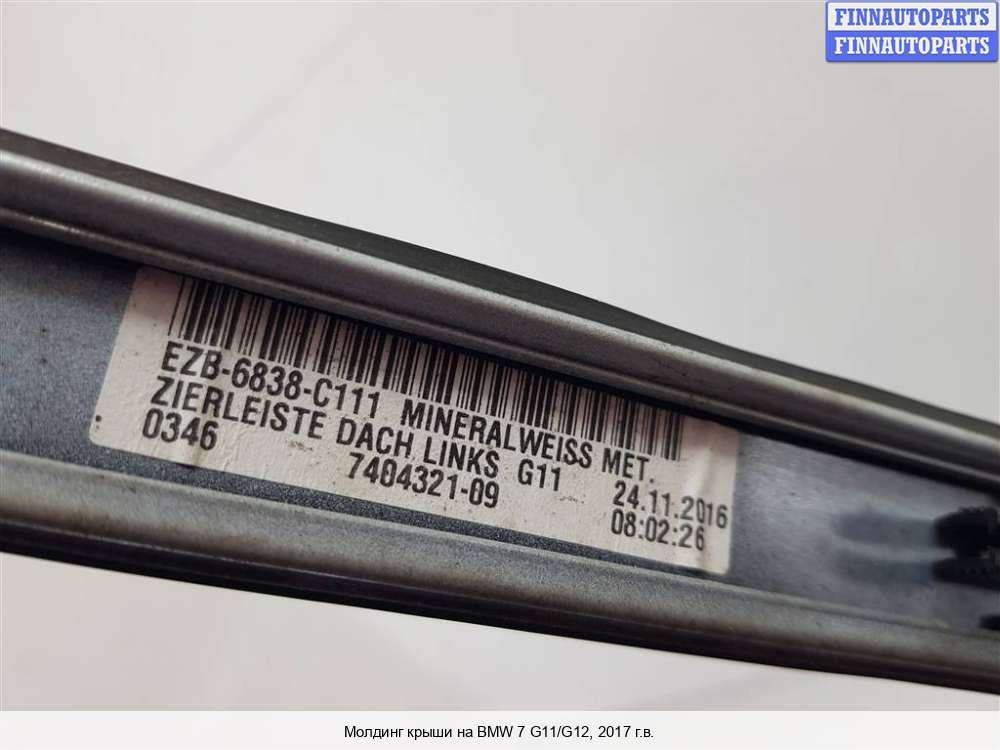 FINNAUTOPARTS
FINNAUTOPARTS
EZB-6838-C111 MINERALWEISS MET.
ZIERLEISTE DACH LINKS G11 24.11.2016
0346 7404321-09 08:02:26
Молдинг крыши на BMW 7 G11/G12, 2017 г.в.